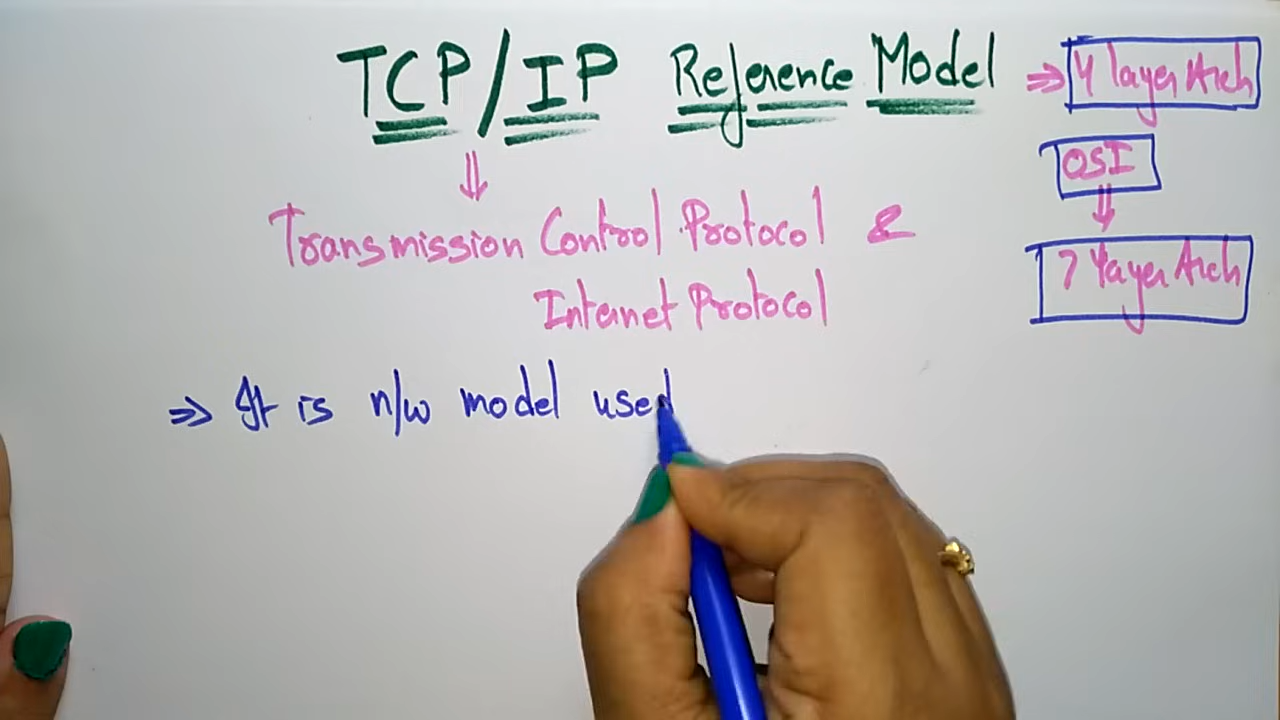 TCP/IP Reference Model ⇒ 4 layer Arch
OSI
⇓
⇓
Transmission Control Protocol &
7 layer Arch
Internet Protocol
⇒ It is n/w model used